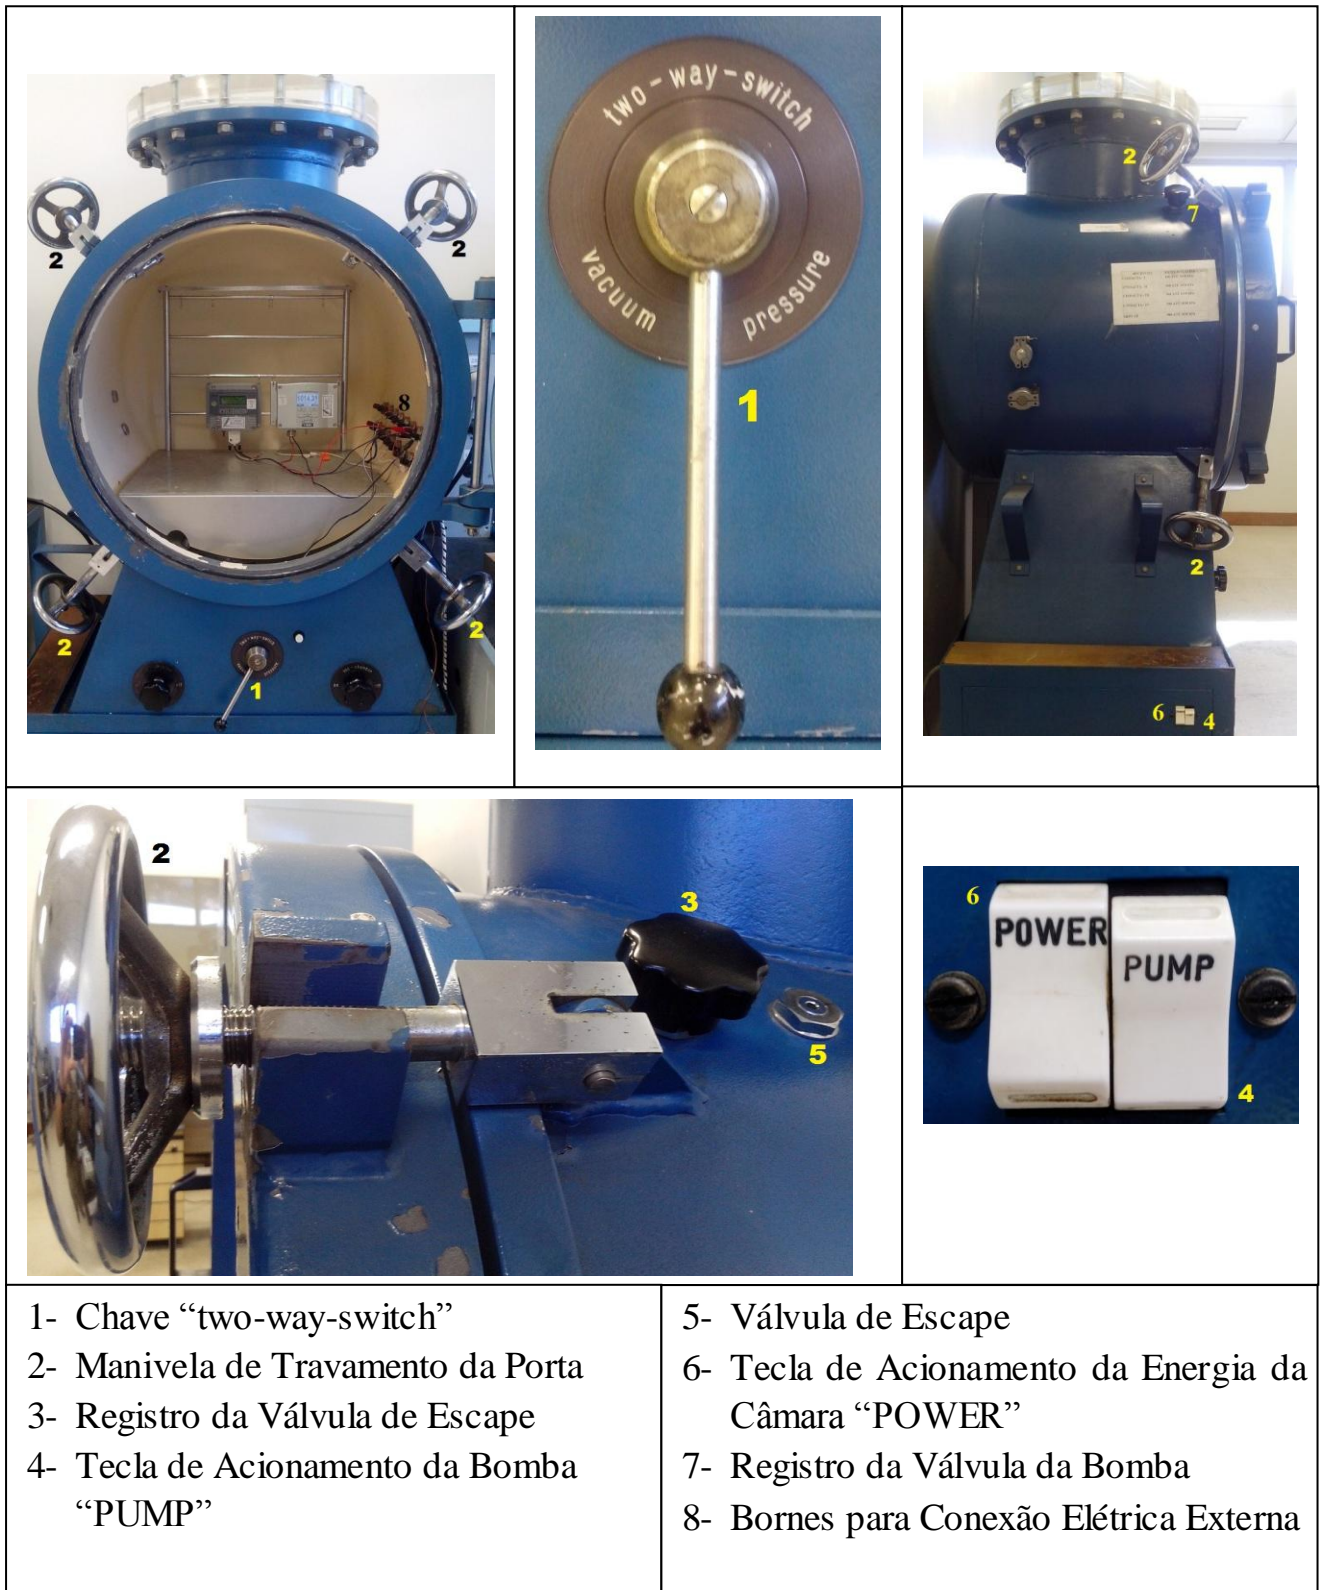 2
2
8
2
2
1
two-way-switch
vacuum
pressure
1
2
7
2
6
4
2
3
5
6
POWER
PUMP
4
1- Chave “two-way-switch”
2- Manivela de Travamento da Porta
3- Registro da Válvula de Escape
4- Tecla de Acionamento da Bomba
“PUMP”
5- Válvula de Escape
6- Tecla de Acionamento da Energia da
Câmara “POWER”
7- Registro da Válvula da Bomba
8- Bornes para Conexão Elétrica Externa